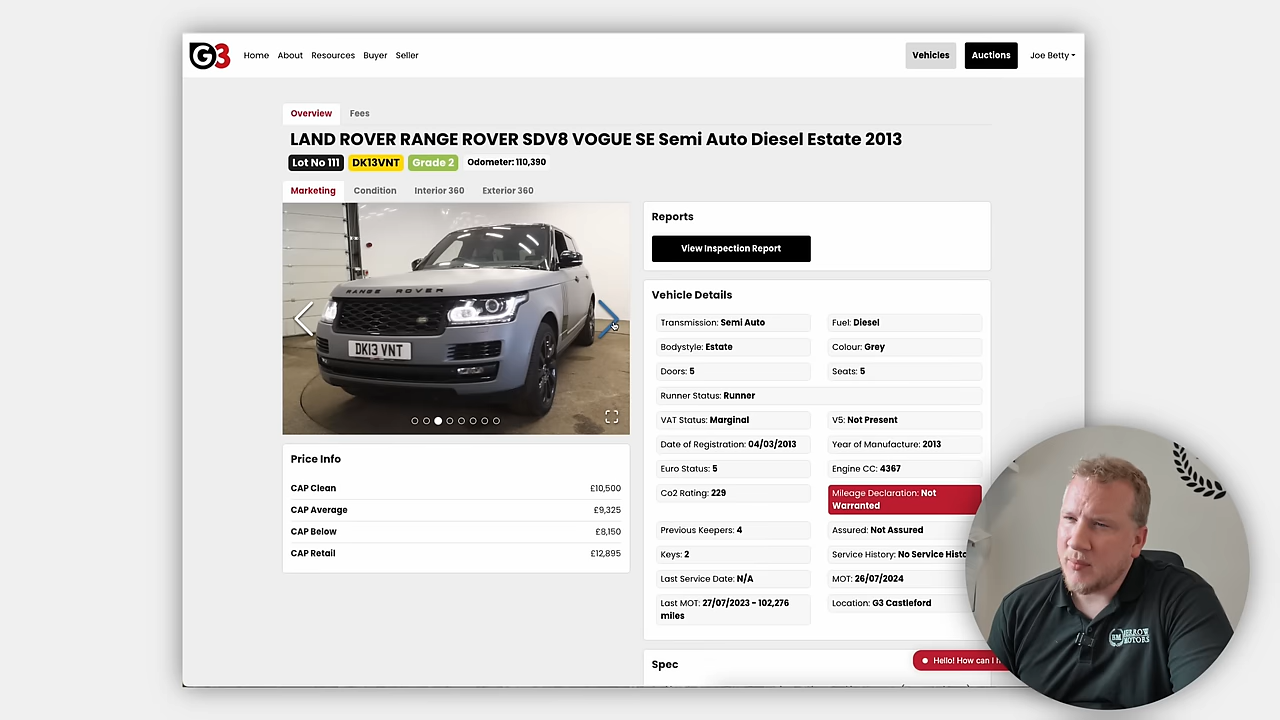 G3 Home About Resources Buyer Seller Vehicles Auctions Joe Betty
Overview Fees
LAND ROVER RANGE ROVER SDV8 VOGUE SE Semi Auto Diesel Estate 2013
Lot No 111 DK13VNT Grade 2 Odometer: 110,390
Marketing Condition Interior 360 Exterior 360
RANGE ROVER
DK13 VNT
Price Info
CAP Clean £10,500
CAP Average £9,325
CAP Below £8,150
CAP Retail £12,895
Reports
View Inspection Report
Vehicle Details
Transmission: Semi Auto Fuel: Diesel
Bodystyle: Estate Colour: Grey
Doors: 5 Seats: 5
Runner Status: Runner
VAT Status: Marginal V5: Not Present
Date of Registration: 04/03/2013 Year of Manufacture: 2013
Euro Status: 5 Engine CC: 4367
Co2 Rating: 229 Mileage Declaration: Not
Warranted
Previous Keepers: 4 Assured: Not Assured
Keys: 2 Service History: No Service Histo
Last Service Date: N/A MOT: 26/07/2024
Last MOT: 27/07/2023 - 102,276 Location: G3 Castleford
miles
Spec
Hello! How can I
BM
MOTORS